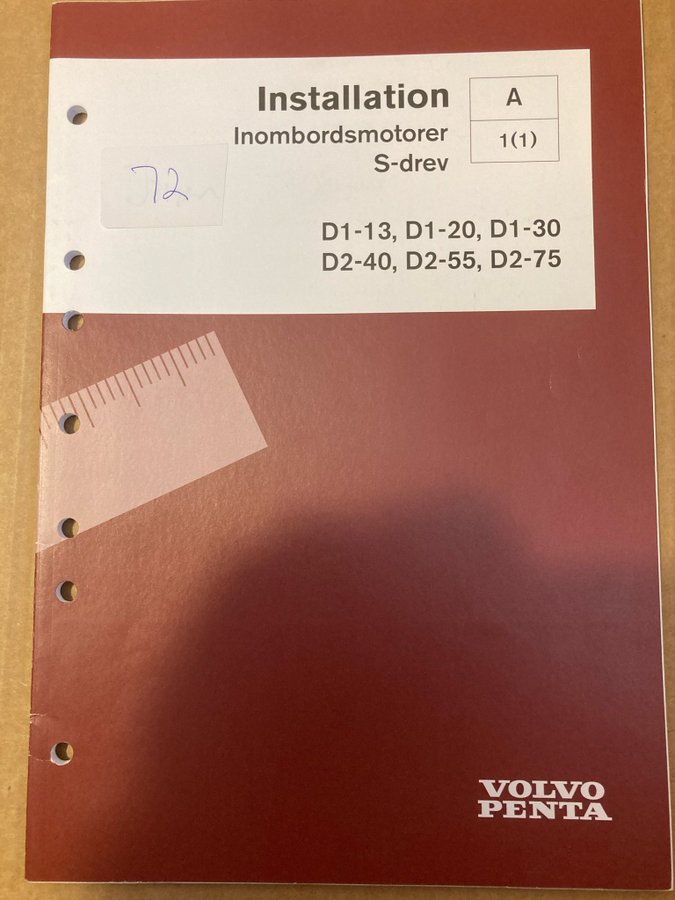 Installation
A
Inombordsmotorer
1(1)
S-drev
72
D1-13, D1-20, D1-30
D2-40, D2-55, D2-75
VOLVO
PENTA